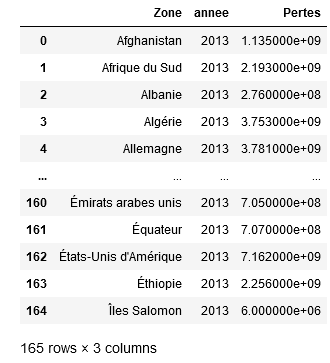 Zone annee Pertes
0 Afghanistan 2013 1.135000e+09
1 Afrique du Sud 2013 2.193000e+09
2 Albanie 2013 2.760000e+08
3 Algérie 2013 3.753000e+09
4 Allemagne 2013 3.781000e+09
... ... ... ...
160 Émirats arabes unis 2013 7.050000e+08
161 Équateur 2013 7.070000e+08
162 États-Unis d'Amérique 2013 7.162000e+09
163 Éthiopie 2013 2.256000e+09
164 Îles Salomon 2013 6.000000e+06
165 rows × 3 columns